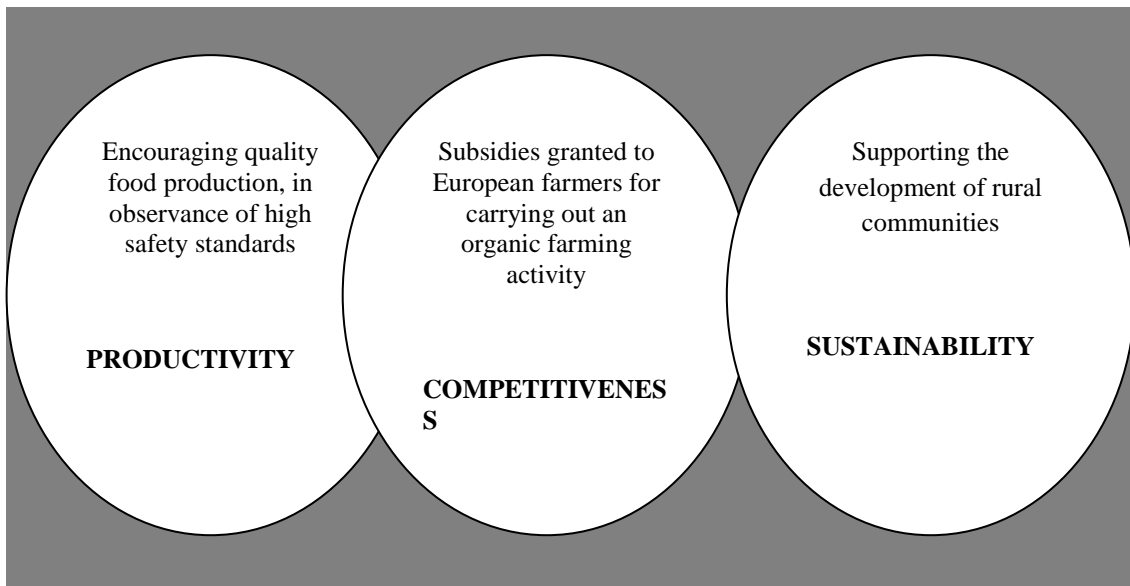 Encouraging quality
food production, in
observance of high
safety standards
PRODUCTIVITY
Subsidies granted to
European farmers for
carrying out an
organic farming
activity
COMPETITIVENES
S
Supporting the
development of rural
communities
SUSTAINABILITY